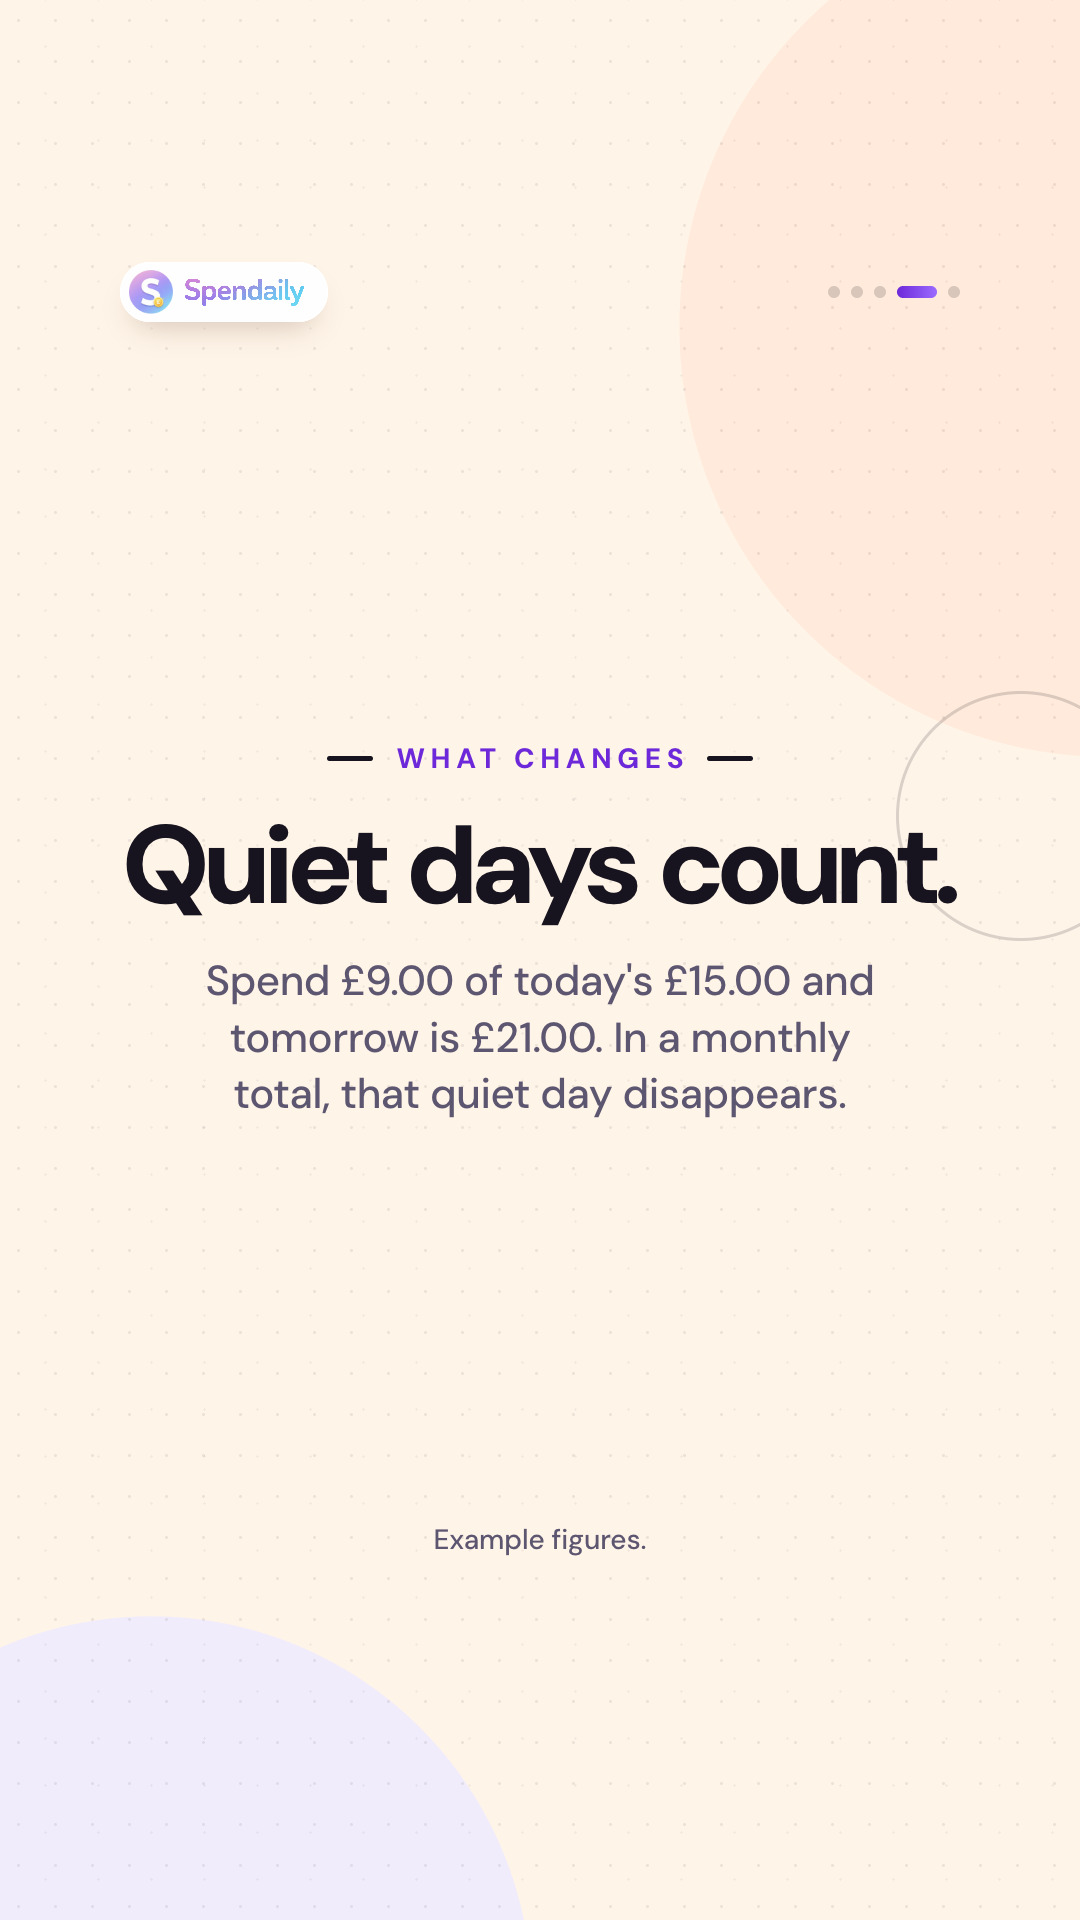 Spendaily
WHAT CHANGES
Quiet days count.
Spend £9.00 of today's £15.00 and
tomorrow is £21.00. In a monthly
total, that quiet day disappears.
Example figures.